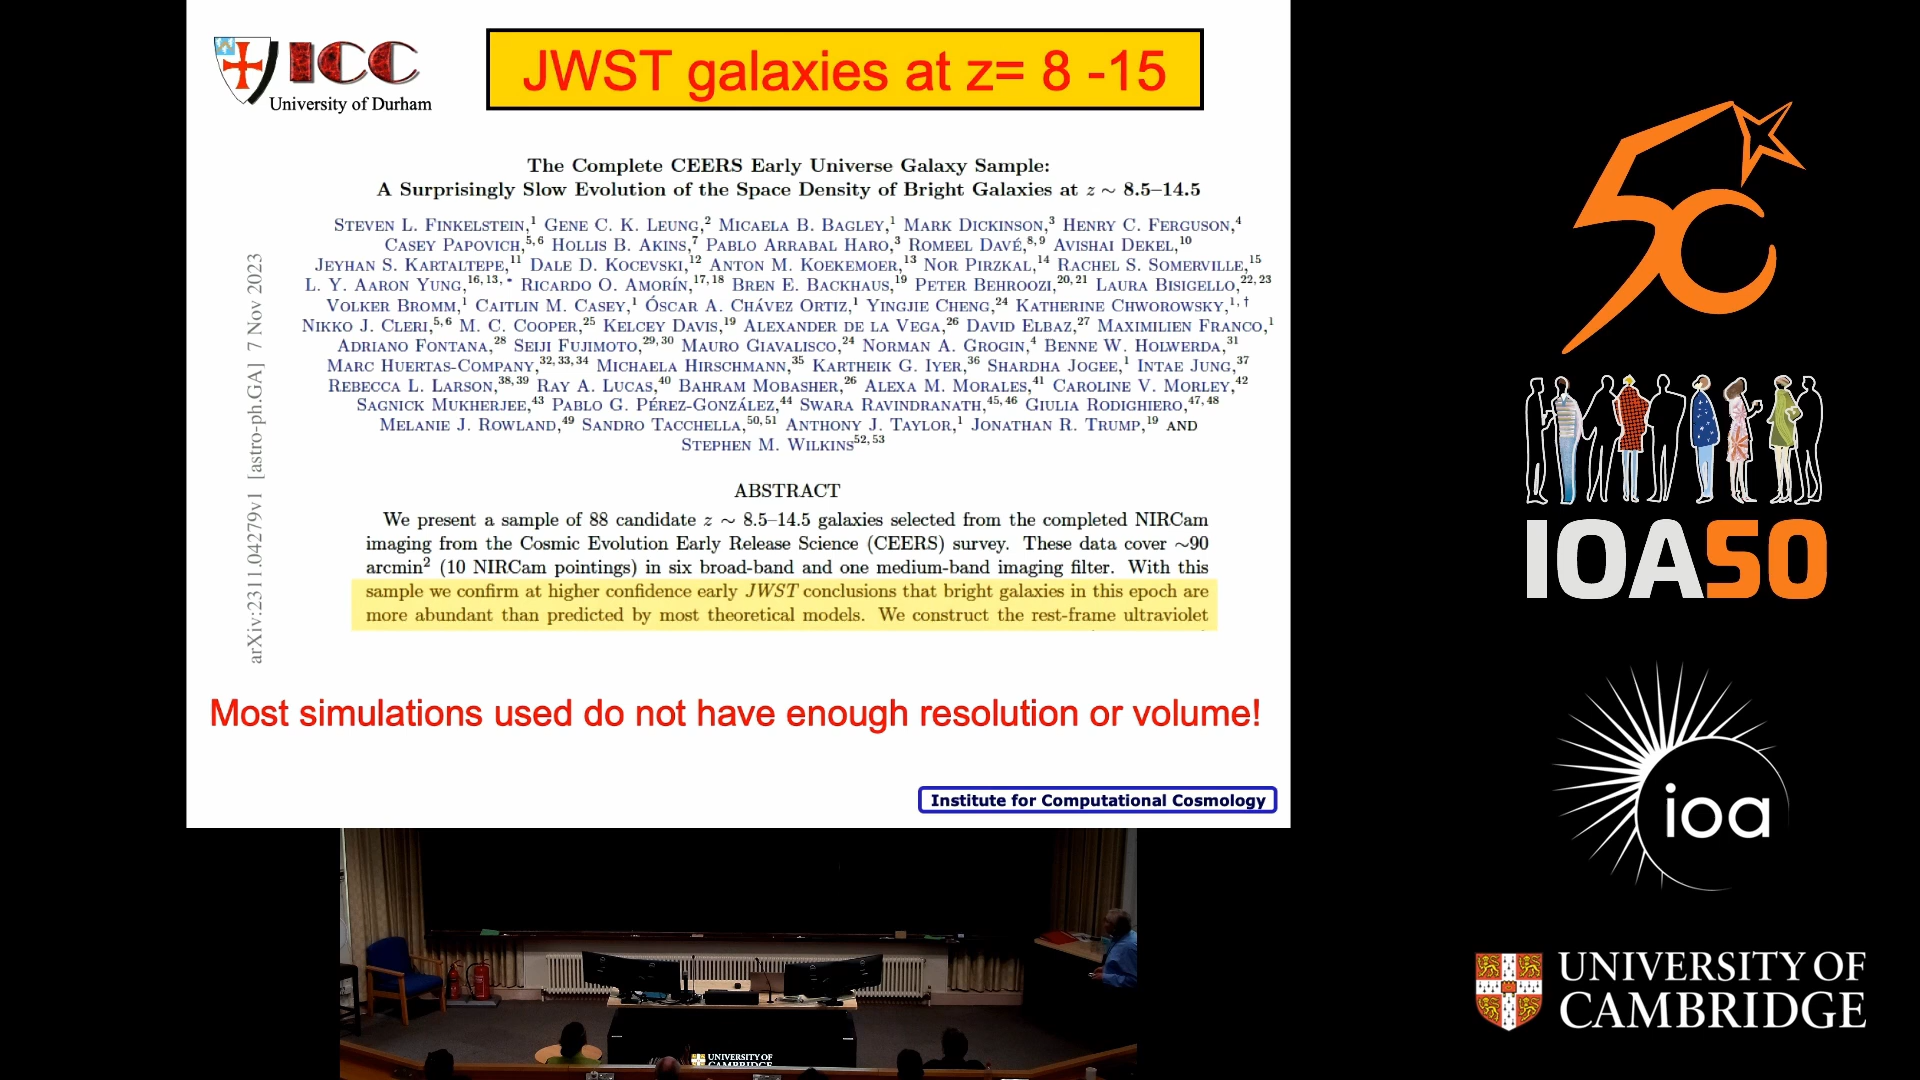 ICC
University of Durham
JWST galaxies at z= 8 -15
The Complete CEERS Early Universe Galaxy Sample:
A Surprisingly Slow Evolution of the Space Density of Bright Galaxies at z ∼ 8.5–14.5
Steven L. Finkelstein,1 Gene C. K. Leung,2 Micaela B. Bagley,1 Mark Dickinson,3 Henry C. Ferguson,4
Casey Papovich,5,6 Hollis B. Akins,7 Pablo Arrabal Haro,3 Romeel Davé,8,9 Avishai Dekel,10
Jeyhan S. Kartaltepe,11 Dale D. Kocevski,12 Anton M. Koekemoer,13 Nor Pirzkal,14 Rachel S. Somerville,15
L. Y. Aaron Yung,16,13,* Ricardo O. Amorín,17,18 Bren E. Backhaus,19 Peter Behroozi,20,21 Laura Bisigello,22,23
Volker Bromm,1 Caitlin M. Casey,1 Óscar A. Chávez Ortiz,1 Yingjie Cheng,24 Katherine Chworowsky,1,†
Nikko J. Cleri,5,6 M. C. Cooper,25 Kelcey Davis,19 Alexander de la Vega,26 David Elbaz,27 Maximilien Franco,1
Adriano Fontana,28 Seiji Fujimoto,29,30 Mauro Giavalisco,24 Norman A. Grogin,4 Benne W. Holwerda,31
Marc Huertas-Company,32,33,34 Michaela Hirschmann,35 Kartheik G. Iyer,36 Shardha Jogee,1 Intae Jung,37
Rebecca L. Larson,38,39 Ray A. Lucas,40 Bahram Mobasher,26 Alexa M. Morales,41 Caroline V. Morley,42
Sagnick Mukherjee,43 Pablo G. Pérez-González,44 Swara Ravindranath,45,46 Giulia Rodighiero,47,48
Melanie J. Rowland,49 Sandro Tacchella,50,51 Anthony J. Taylor,1 Jonathan R. Trump,19 and
Stephen M. Wilkins52,53
arXiv:2311.04279v1 [astro-ph.GA] 7 Nov 2023
ABSTRACT
We present a sample of 88 candidate z ∼ 8.5–14.5 galaxies selected from the completed NIRCam
imaging from the Cosmic Evolution Early Release Science (CEERS) survey. These data cover ∼90
arcmin2 (10 NIRCam pointings) in six broad-band and one medium-band imaging filter. With this
sample we confirm at higher confidence early JWST conclusions that bright galaxies in this epoch are
more abundant than predicted by most theoretical models. We construct the rest-frame ultraviolet
Most simulations used do not have enough resolution or volume!
Institute for Computational Cosmology
50
IOA50
ioa
UNIVERSITY OF
CAMBRIDGE
UNIVERSITY OF
CAMBRIDGE